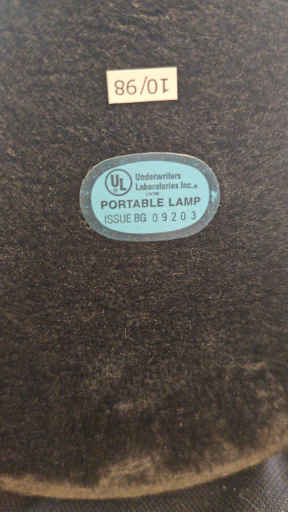 10/98
UL
Underwriters
Laboratories Inc.®
PORTABLE LAMP
ISSUE BG 09203